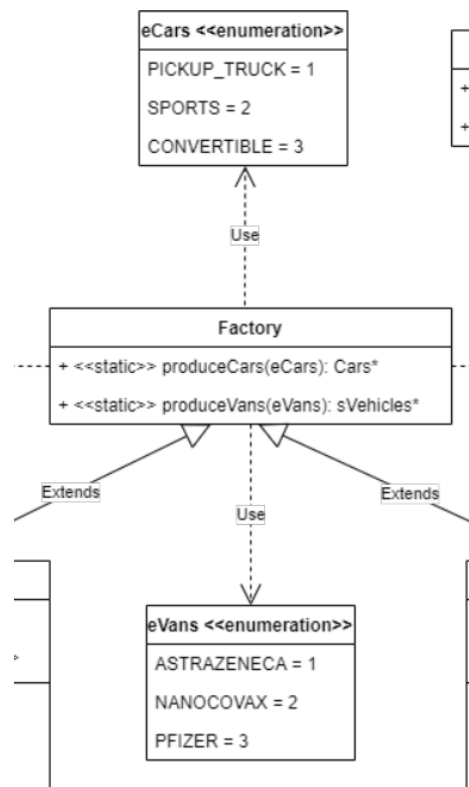 eCars <<enumeration>>
PICKUP_TRUCK = 1
SPORTS = 2
CONVERTIBLE = 3
+
+
Use
Factory
+ <<static>> produceCars(eCars): Cars*
+ <<static>> produceVans(eVans): sVehicles*
Extends
Extends
Use
eVans <<enumeration>>
ASTRAZENECA = 1
NANOCOVAX = 2
PFIZER = 3